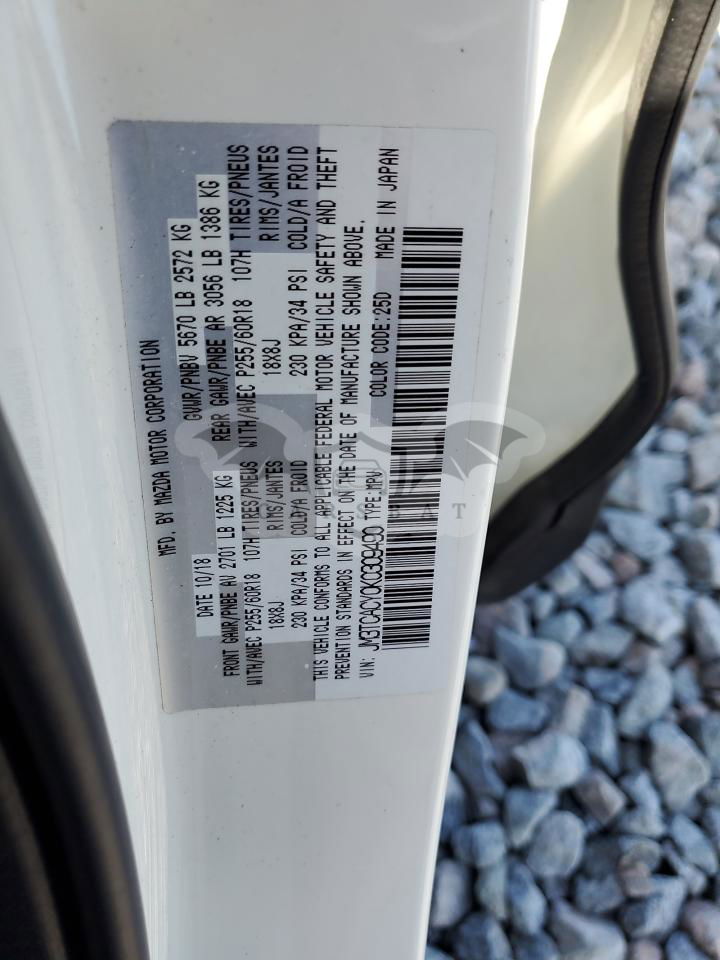 MFD. BY MAZDA MOTOR CORPORATION
DATE 10/18 GVWR/PNBV 5670 LB 2572 KG
FRONT GAWR/PNBE AV 2701 LB 1225 KG REAR GAWR/PNBE AR 3056 LB 1386 KG
WITH/AVEC P255/60R18 107H TIRES/PNEUS WITH/AVEC P255/60R18 107H TIRES/PNEUS
18X8J RIMS/JANTES 18X8J RIMS/JANTES
230 KPA/34 PSI COLD/A FROID 230 KPA/34 PSI COLD/A FROID
THIS VEHICLE CONFORMS TO ALL APPLICABLE FEDERAL MOTOR VEHICLE SAFETY AND THEFT
PREVENTION STANDARDS IN EFFECT ON THE DATE OF MANUFACTURE SHOWN ABOVE.
VIN: JM3TCACY0K0309490 TYPE:MPV COLOR CODE:25D MADE IN JAPAN
CARSBAT